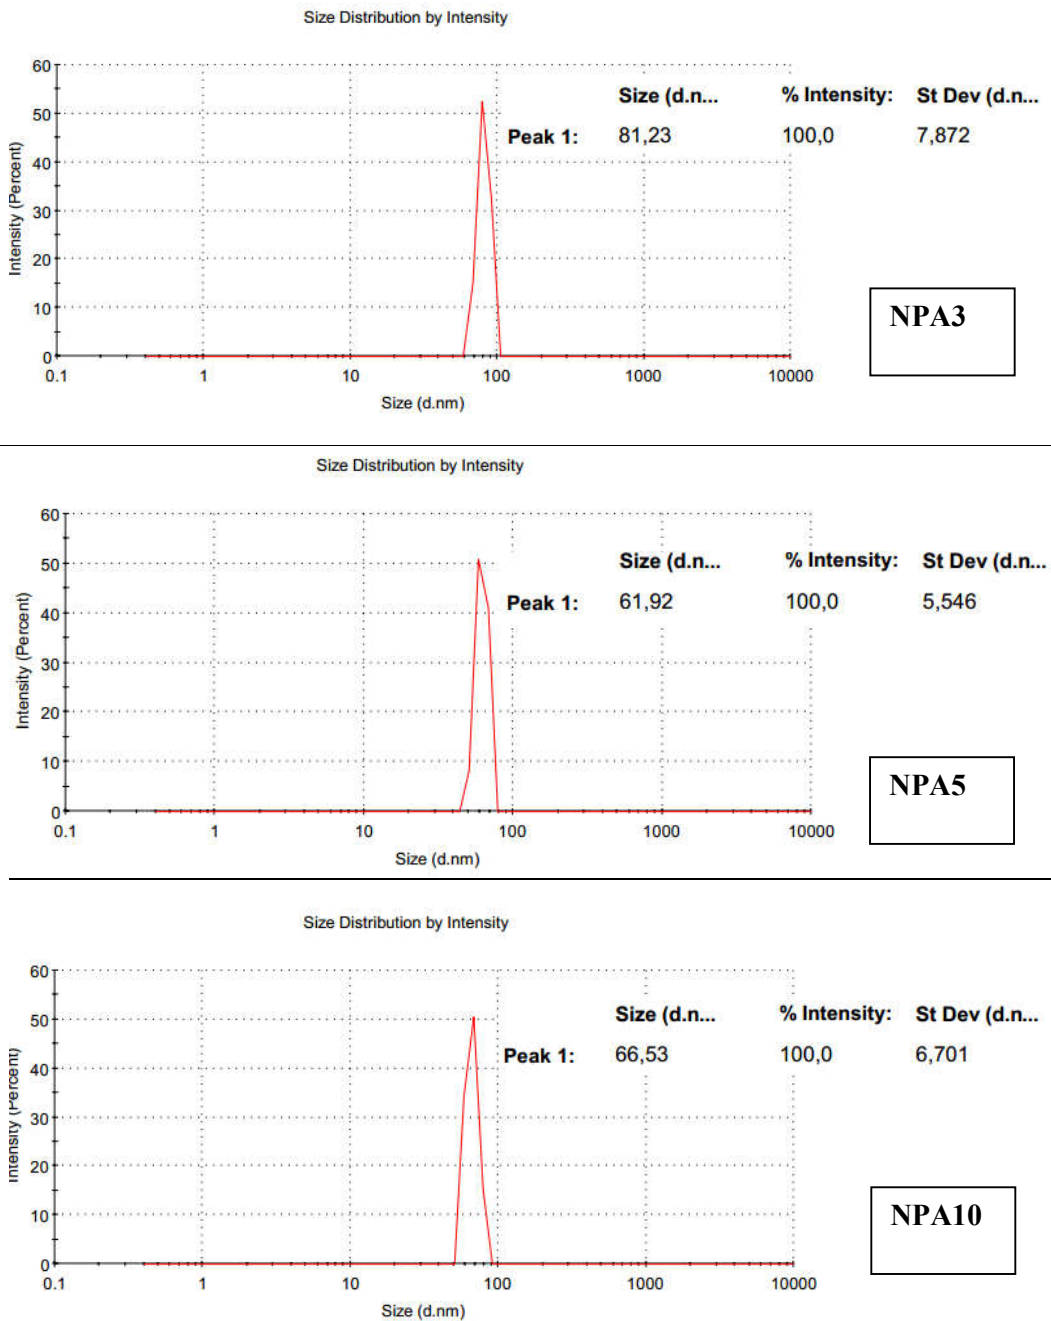 Size Distribution by Intensity
Size (d.n... % Intensity: St Dev (d.n...
Peak 1: 81,23 100,0 7,872
Intensity (Percent)
60
50
40
30
20
10
0
0.1 1 10 100 1000 10000
Size (d.nm)
NPA3
Size Distribution by Intensity
Size (d.n... % Intensity: St Dev (d.n...
Peak 1: 61,92 100,0 5,546
Intensity (Percent)
60
50
40
30
20
10
0
0.1 1 10 100 1000 10000
Size (d.nm)
NPA5
Size Distribution by Intensity
Size (d.n... % Intensity: St Dev (d.n...
Peak 1: 66,53 100,0 6,701
Intensity (Percent)
60
50
40
30
20
10
0
0.1 1 10 100 1000 10000
Size (d.nm)
NPA10